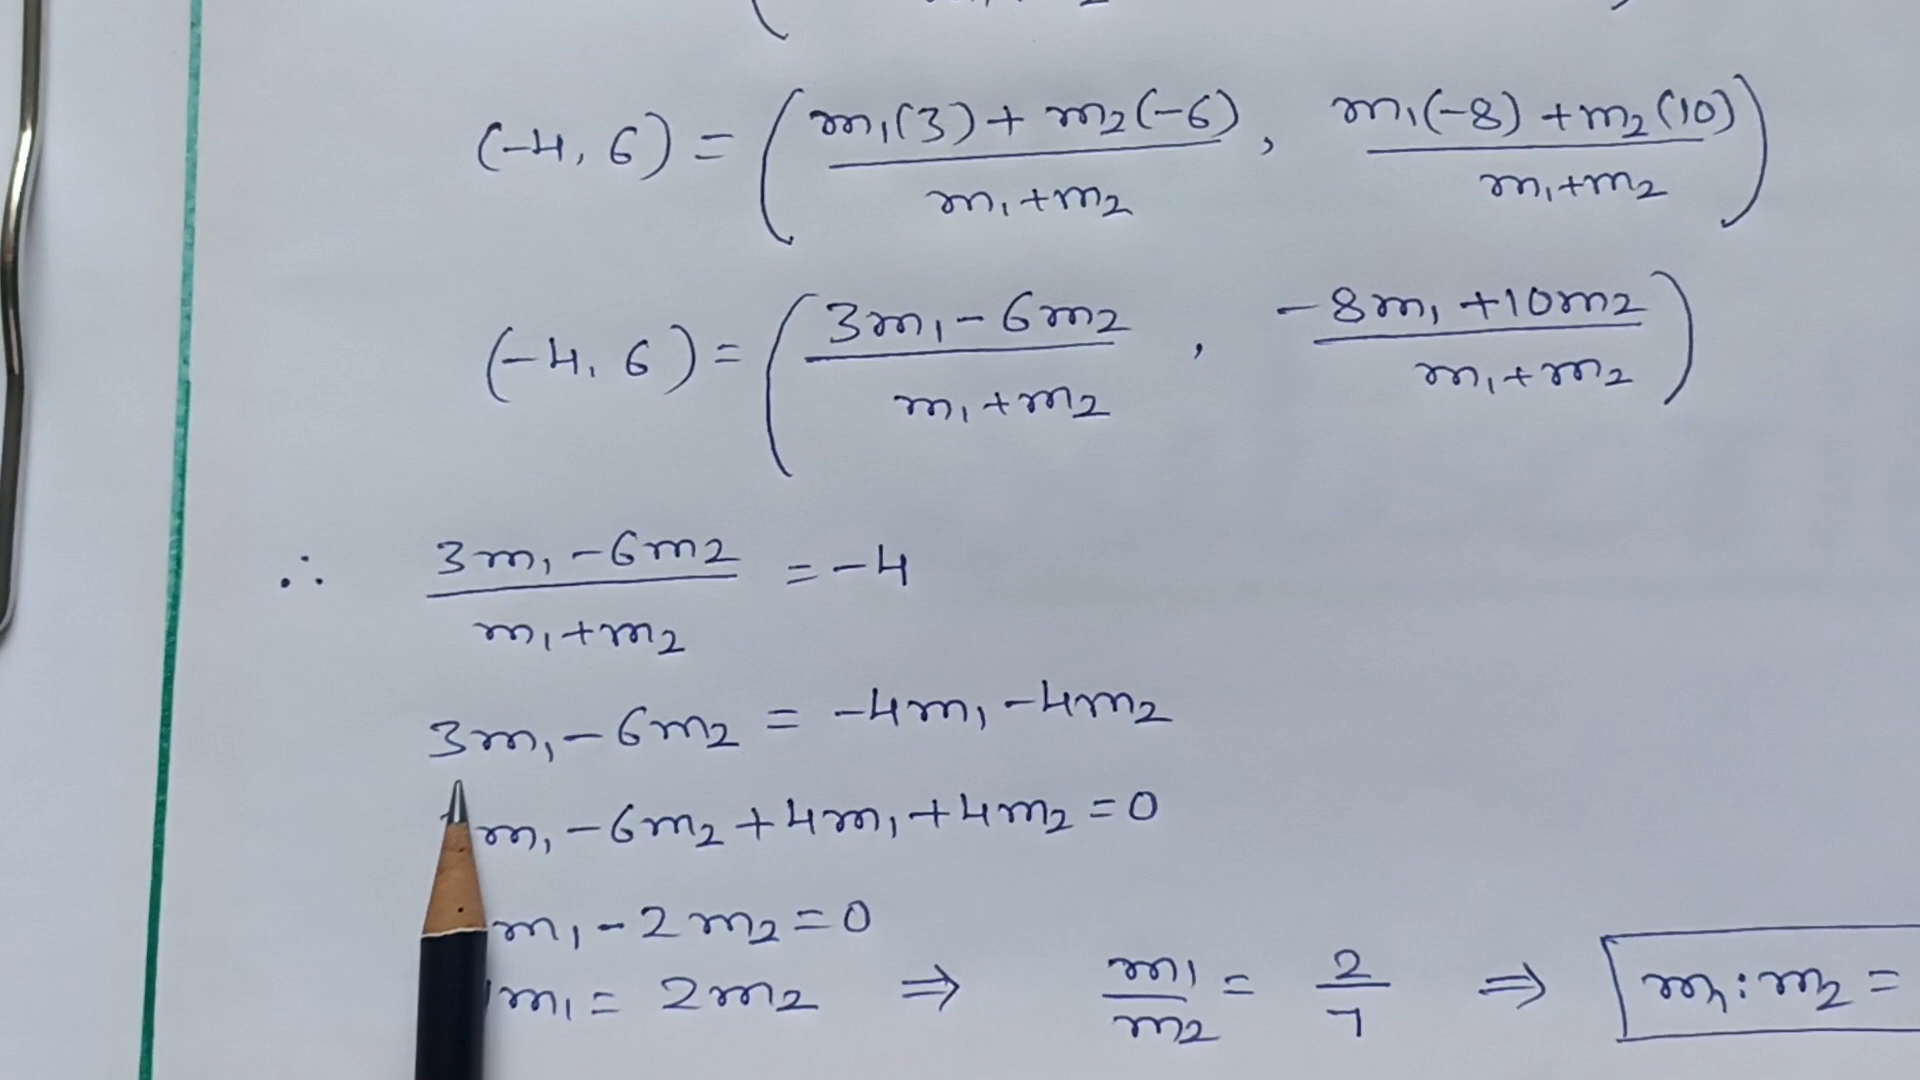 (-4, 6) = ( m₁(3) + m₂(-6) / m₁+m₂ , m₁(-8) + m₂(10) / m₁+m₂ )
(-4, 6) = ( 3m₁ - 6m₂ / m₁+m₂ , -8m₁ + 10m₂ / m₁+m₂ )
∴ 3m₁ - 6m₂ / m₁+m₂ = -4
3m₁ - 6m₂ = -4m₁ - 4m₂
m₁ - 6m₂ + 4m₁ + 4m₂ = 0
m₁ - 2m₂ = 0
m₁ = 2m₂ ⇒ m₁/m₂ = 2/7 ⇒ m₁:m₂ =